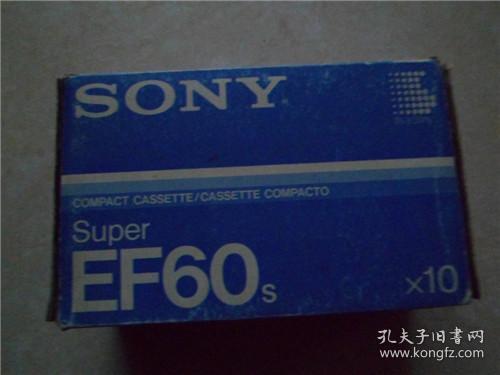 SONY
COMPACT CASSETTE/CASSETTE COMPACTO
Super
EF60s
x10
孔夫子旧书网
www.kongfz.com